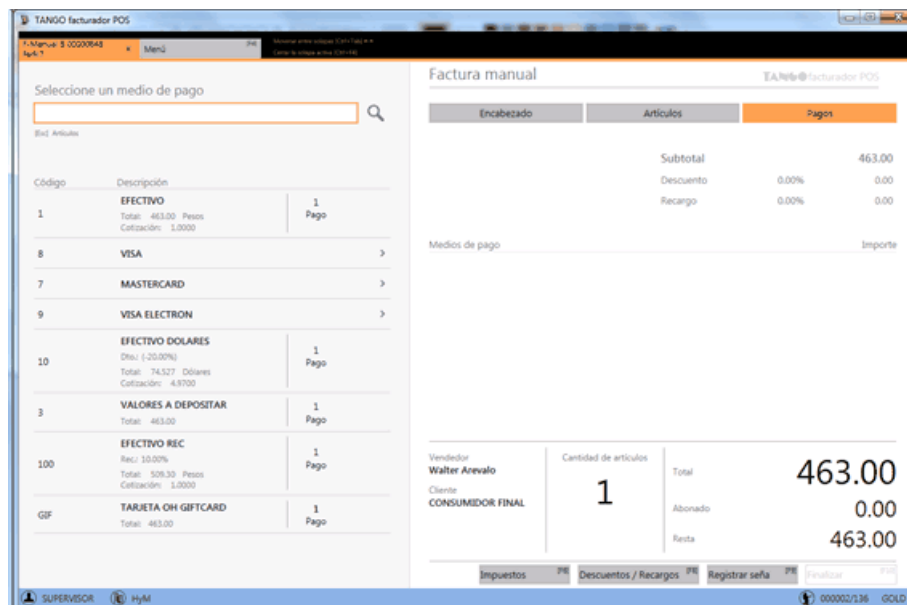 TANGO facturador POS
Menú
Seleccione un medio de pago
[Esc] Artículos
Código Descripción
1 EFECTIVO 1
Total: 463.00 Pesos Pago
Cotización: 1.0000
8 VISA >
7 MASTERCARD >
9 VISA ELECTRON >
10 EFECTIVO DOLARES 1
Dto.: (-20.00%) Pago
Total: 74.527 Dólares
Cotización: 4.9700
3 VALORES A DEPOSITAR 1
Total: 463.00 Pago
100 EFECTIVO REC 1
Rec.: 10.00% Pago
Total: 509.30 Pesos
Cotización: 1.0000
GIF TARJETA OH GIFTCARD 1
Total: 463.00 Pago
Factura manual TANGO facturador POS
Encabezado Artículos Pagos
Subtotal 463.00
Descuento 0.00% 0.00
Recargo 0.00% 0.00
Medios de pago Importe
Vendedor
Walter Arevalo
Cliente
CONSUMIDOR FINAL
Cantidad de artículos
1
Total 463.00
Abonado 0.00
Resta 463.00
Impuestos Descuentos / Recargos Registrar seña Finalizar
SUPERVISOR HyM 000002/136 GOLD